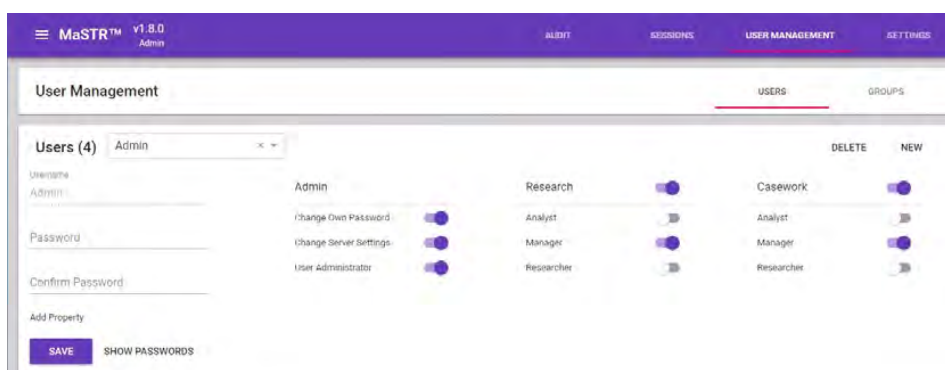 MaSTR™ v1.8.0
Admin
AUDIT SESSIONS USER MANAGEMENT SETTINGS
User Management USERS GROUPS
Users (4) Admin DELETE NEW
Username
Admin
Admin Research Casework
Change Own Password Analyst Analyst
Password
Change Server Settings Manager Manager
User Administrator Researcher Researcher
Confirm Password
Add Property
SAVE SHOW PASSWORDS